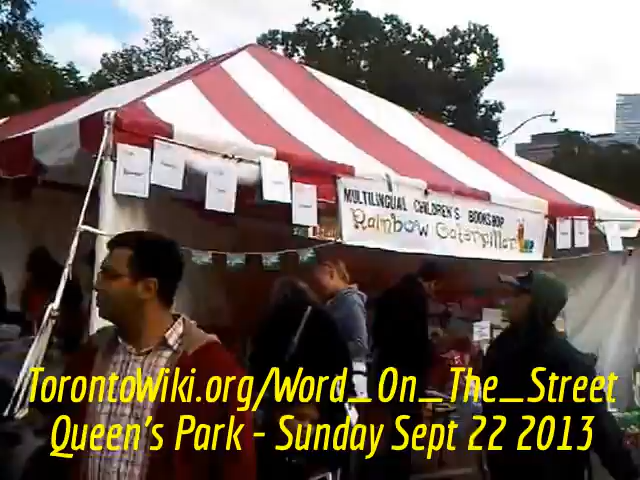 MULTILINGUAL CHILDREN'S BOOKSHOP
Rainbow Caterpillar
TorontoWiki.org/Word_On_The_Street
Queen's Park - Sunday Sept 22 2013